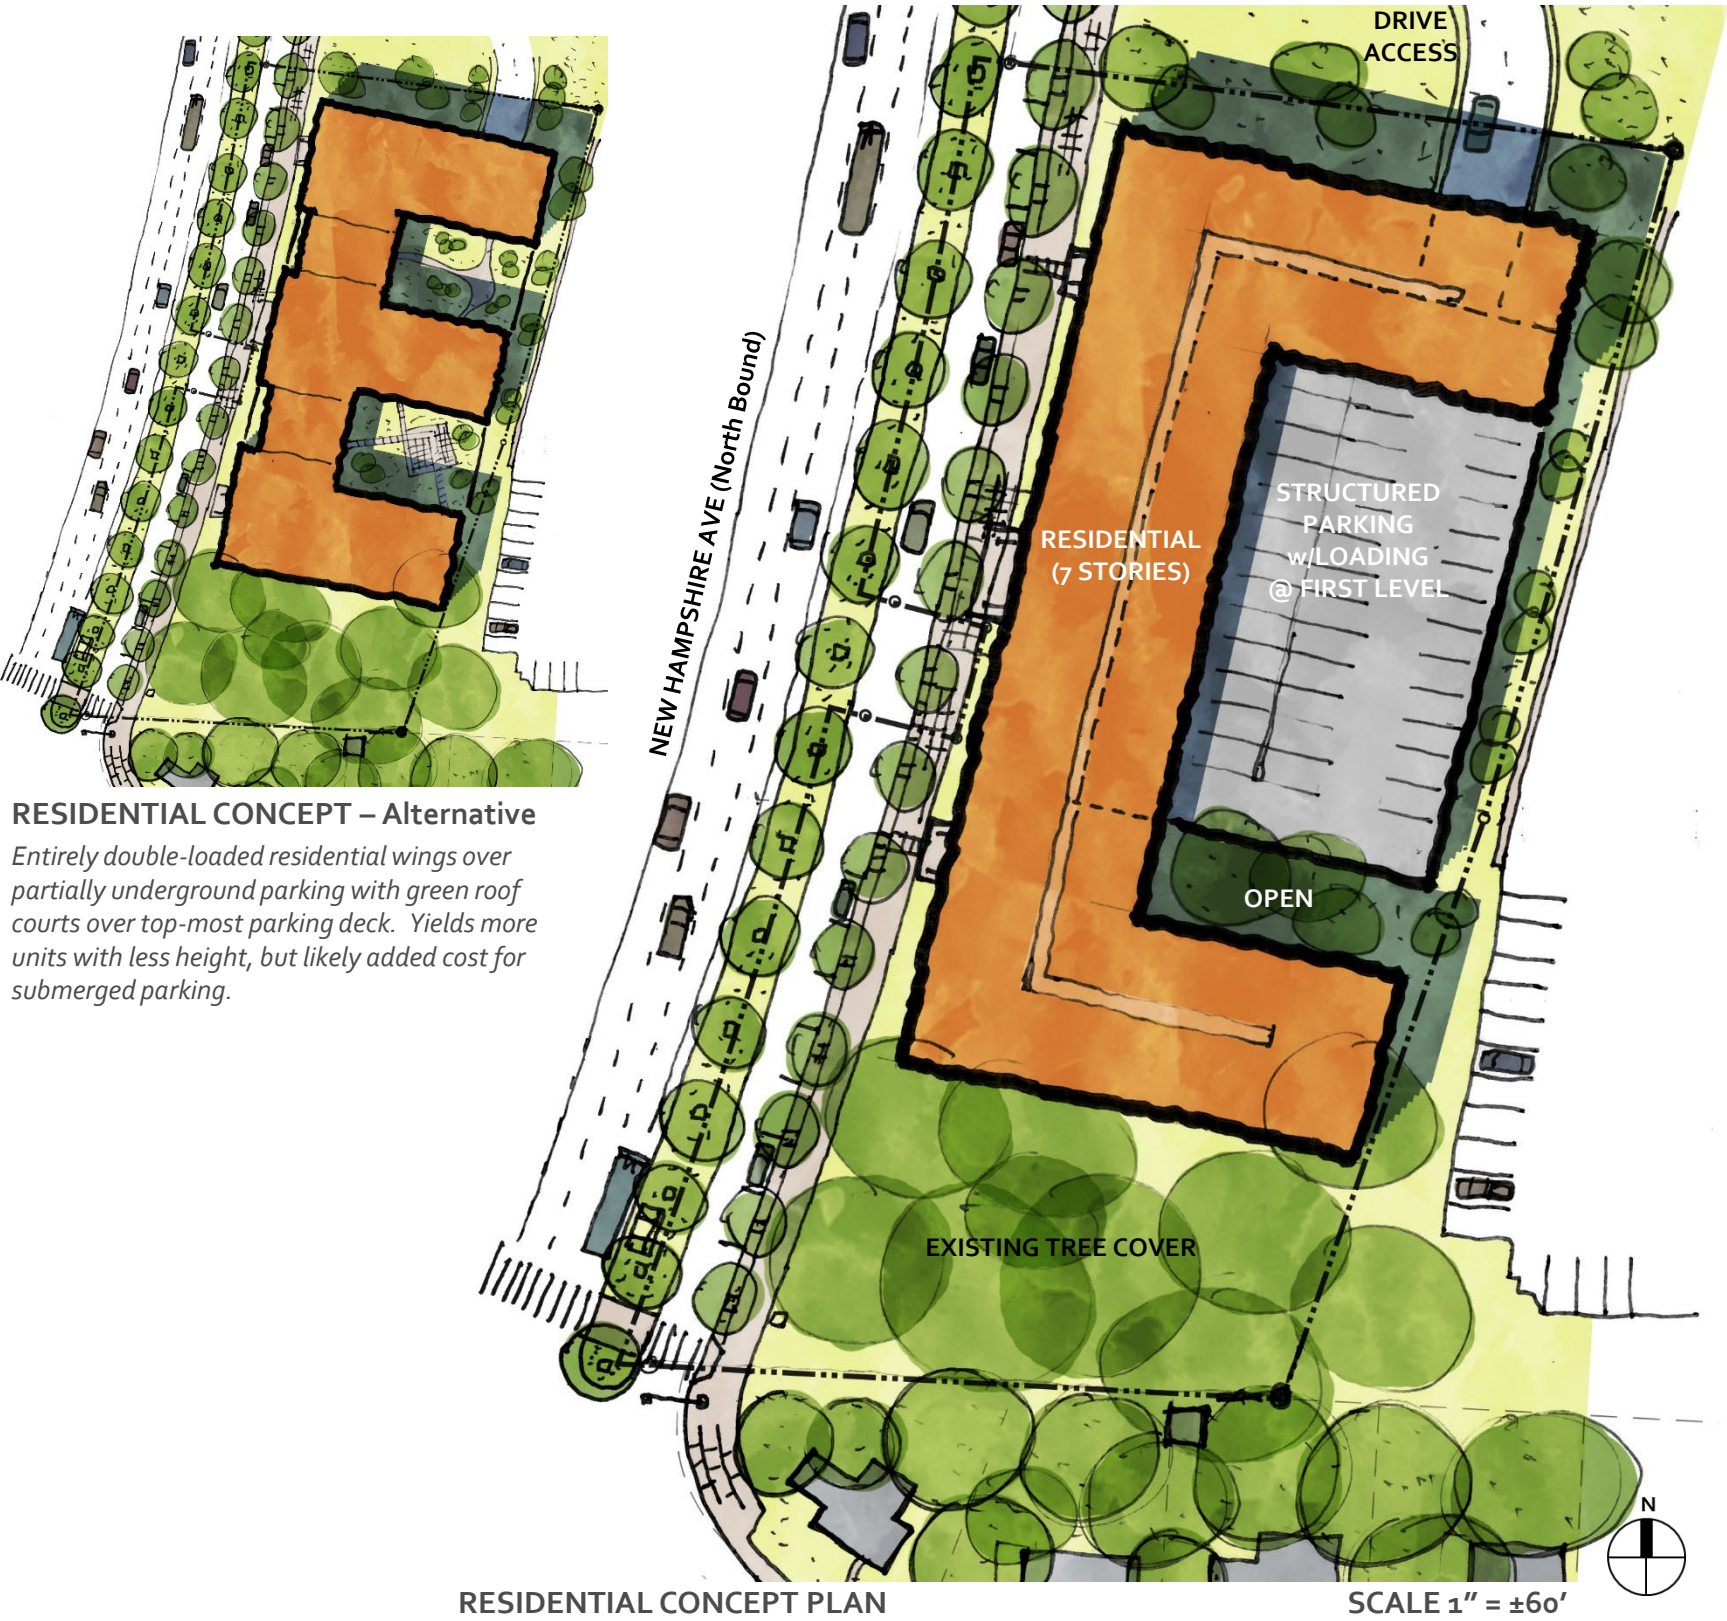 DRIVE
ACCESS
NEW HAMPSHIRE AVE (North Bound)
STRUCTURED
PARKING
w/LOADING
@ FIRST LEVEL
RESIDENTIAL
(7 STORIES)
RESIDENTIAL CONCEPT – Alternative
Entirely double-loaded residential wings over
partially underground parking with green roof
courts over top-most parking deck.  Yields more
units with less height, but likely added cost for
submerged parking.
OPEN
EXISTING TREE COVER
N
RESIDENTIAL CONCEPT PLAN
SCALE 1” = ±60’